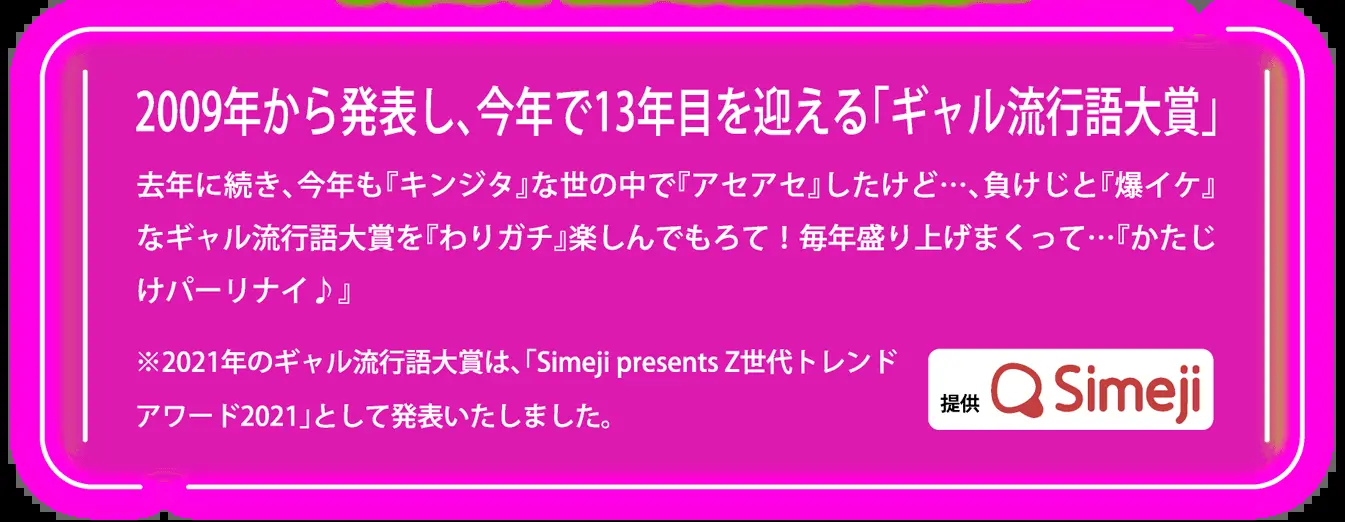 2009年から発表し、今年で13年目を迎える「ギャル流行語大賞」
去年に続き、今年も『キンジタ』な世の中で『アセアセ』したけど…、負けじと『爆イケ』
なギャル流行語大賞を『わりガチ』楽しんでもろて！毎年盛り上げまくって…『かたじ
けパーリナイ♪』
※2021年のギャル流行語大賞は、「Simeji presents Z世代トレンド
アワード2021」として発表いたしました。
提供 Simeji